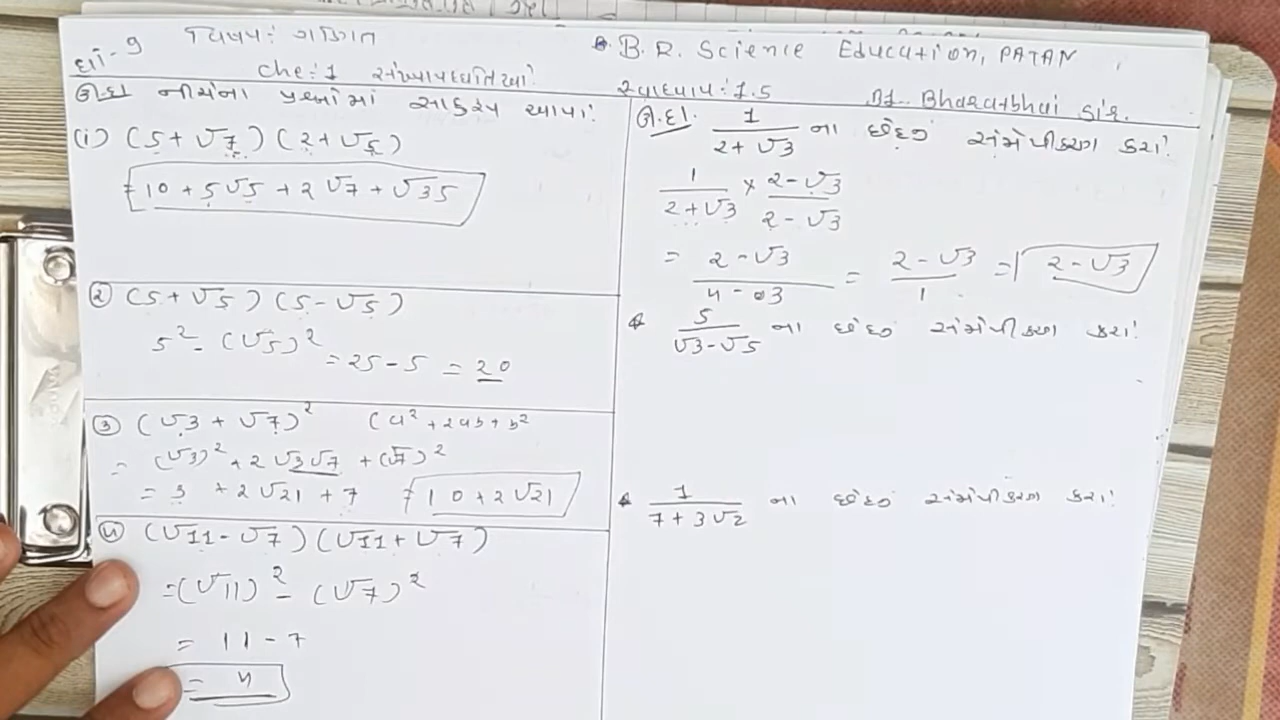 ધો-9 વિષય: ગણિત B.R. Science Education, PATAN
Che:1 સંખ્યાપદ્ધતિઓ. સ્વાધ્યાય: 1.5 Bharatbhai
ઉ.દા નીચેના પ્રશ્નોમાં સાદુરૂપ આપો:
(i) (5 + √7) (2 + √5)
= 10 + 5√5 + 2√7 + √35
② (5 + √5) (5 - √5)
5² - (√5)²
= 25 - 5 = 20
③ (√3 + √7)² (a² + 2ab + b²
= (√3)² + 2√3√7 + (√7)²
= 3 + 2√21 + 7 = 10 + 2√21
૪ (√11 - √7) (√11 + √7)
= (√11)² - (√7)²
= 11 - 7
= ૪
ઉ.દા. 1/(2 + √3) ના છેદનું સંમેયીકરણ કરો.
1/(2 + √3) × (2 - √3)/(2 - √3)
= (2 - √3)/(૪ - 3) = (2 - √3)/1 = 2 - √3
* 5/(√3 - √5) ના છેદનું સંમેયીકરણ કરો.
* 1/(7 + 3√2) ના છેદનું સંમેયીકરણ કરો.